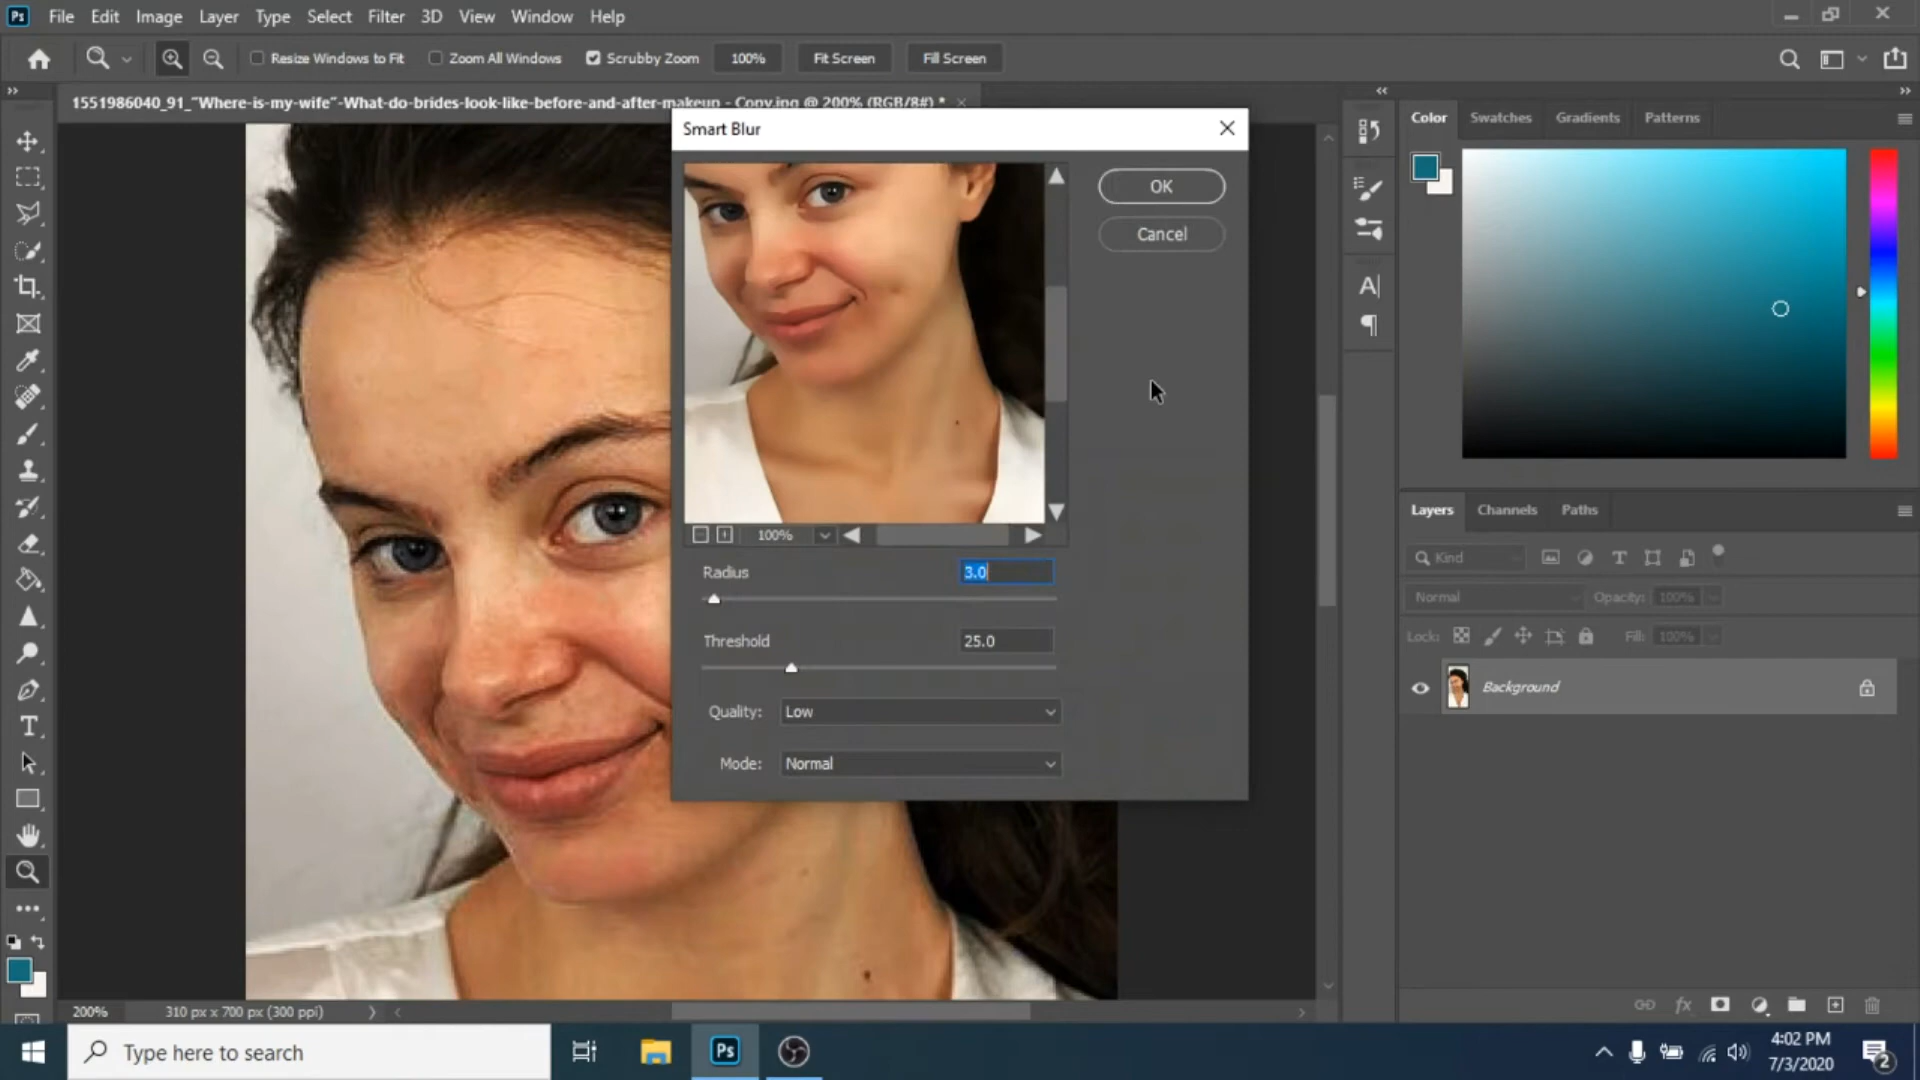 Ps File Edit Image Layer Type Select Filter 3D View Window Help
Resize Windows to Fit Zoom All Windows Scrubby Zoom 100% Fit Screen Fill Screen
1551986040_91_"Where-is-my-wife"-What-do-brides-look-like-before-and-after-makeup - Copy.jpg @ 200% (RGB/8#) *
Smart Blur
OK
Cancel
100%
Radius 3.0
Threshold 25.0
Quality: Low
Mode: Normal
Color Swatches Gradients Patterns
Layers Channels Paths
Kind
Normal Opacity: 100%
Lock: Fill: 100%
Background
fx
200% 310 px x 700 px (300 ppi)
Type here to search
Ps
4:02 PM
7/3/2020
2